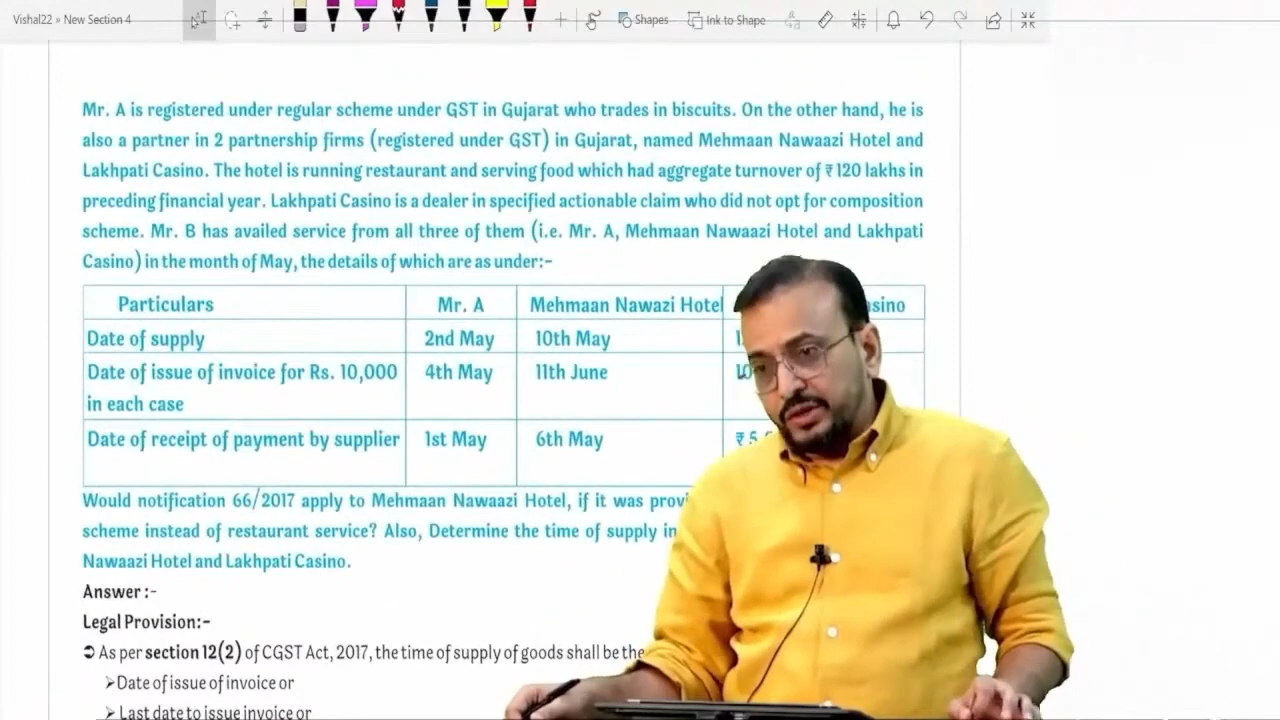 Vishal22 » New Section 4
Shapes
Ink to Shape
Mr. A is registered under regular scheme under GST in Gujarat who trades in biscuits. On the other hand, he is
also a partner in 2 partnership firms (registered under GST) in Gujarat, named Mehmaan Nawaazi Hotel and
Lakhpati Casino. The hotel is running restaurant and serving food which had aggregate turnover of ₹ 120 lakhs in
preceding financial year. Lakhpati Casino is a dealer in specified actionable claim who did not opt for composition
scheme. Mr. B has availed service from all three of them (i.e. Mr. A, Mehmaan Nawaazi Hotel and Lakhpati
Casino) in the month of May, the details of which are as under:-
Particulars Mr. A Mehmaan Nawazi Hotel
Date of supply 2nd May 10th May
Date of issue of invoice for Rs. 10,000 4th May 11th June
in each case
Date of receipt of payment by supplier 1st May 6th May
Would notification 66/2017 apply to Mehmaan Nawaazi Hotel, if it was
scheme instead of restaurant service? Also, Determine the time of supply in
Nawaazi Hotel and Lakhpati Casino.
Answer :-
Legal Provision:-
➲ As per section 12(2) of CGST Act, 2017, the time of supply of goods shall be the
➢Date of issue of invoice or
➢Last date to issue invoice or